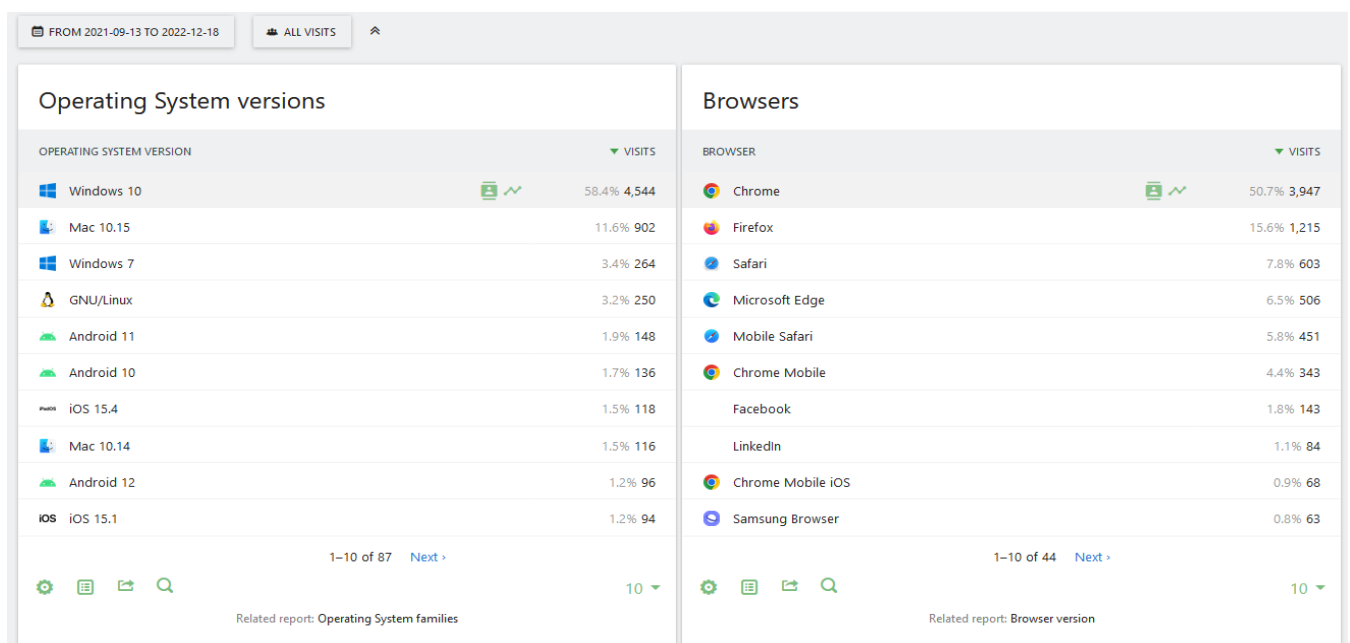 FROM 2021-09-13 TO 2022-12-18 ALL VISITS
Operating System versions
OPERATING SYSTEM VERSION VISITS
Windows 10 58.4% 4,544
Mac 10.15 11.6% 902
Windows 7 3.4% 264
GNU/Linux 3.2% 250
Android 11 1.9% 148
Android 10 1.7% 136
iOS 15.4 1.5% 118
Mac 10.14 1.5% 116
Android 12 1.2% 96
iOS iOS 15.1 1.2% 94
1–10 of 87 Next ›
10
Related report: Operating System families
Browsers
BROWSER VISITS
Chrome 50.7% 3,947
Firefox 15.6% 1,215
Safari 7.8% 603
Microsoft Edge 6.5% 506
Mobile Safari 5.8% 451
Chrome Mobile 4.4% 343
Facebook 1.8% 143
LinkedIn 1.1% 84
Chrome Mobile iOS 0.9% 68
Samsung Browser 0.8% 63
1–10 of 44 Next ›
10
Related report: Browser version